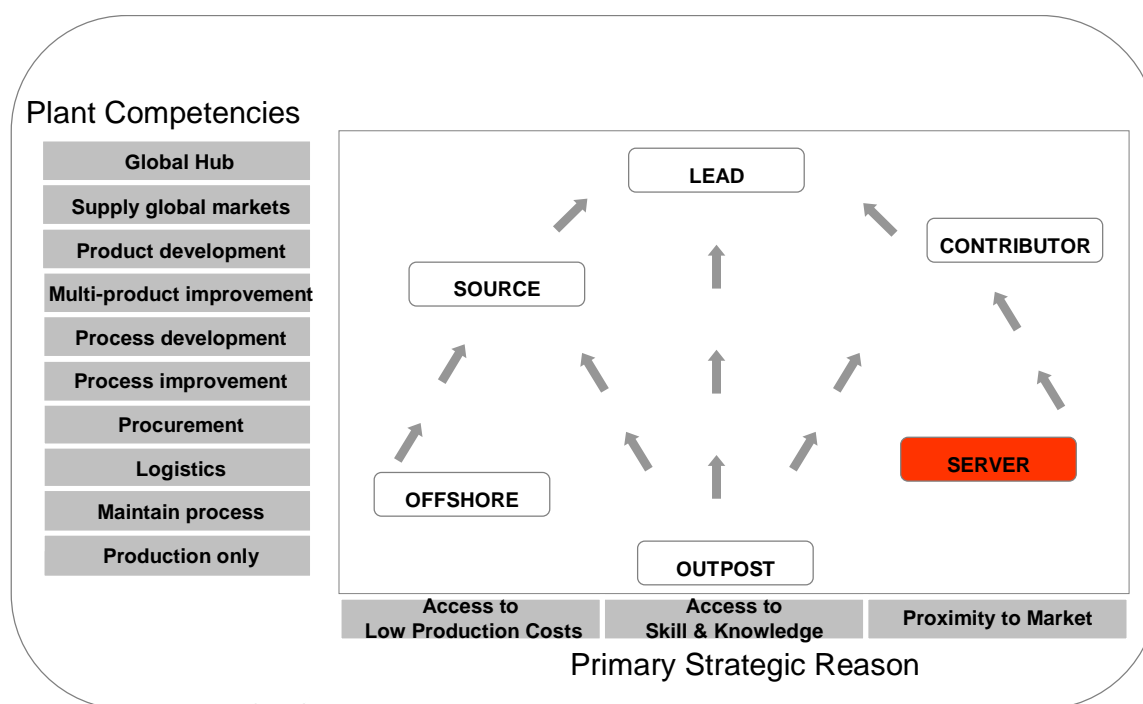 Plant Competencies
Global Hub
Supply global markets
Product development
Multi-product improvement
Process development
Process improvement
Procurement
Logistics
Maintain process
Production only
LEAD
CONTRIBUTOR
SOURCE
SERVER
OFFSHORE
OUTPOST
Access to
Low Production Costs
Access to
Skill & Knowledge
Proximity to Market
Primary Strategic Reason